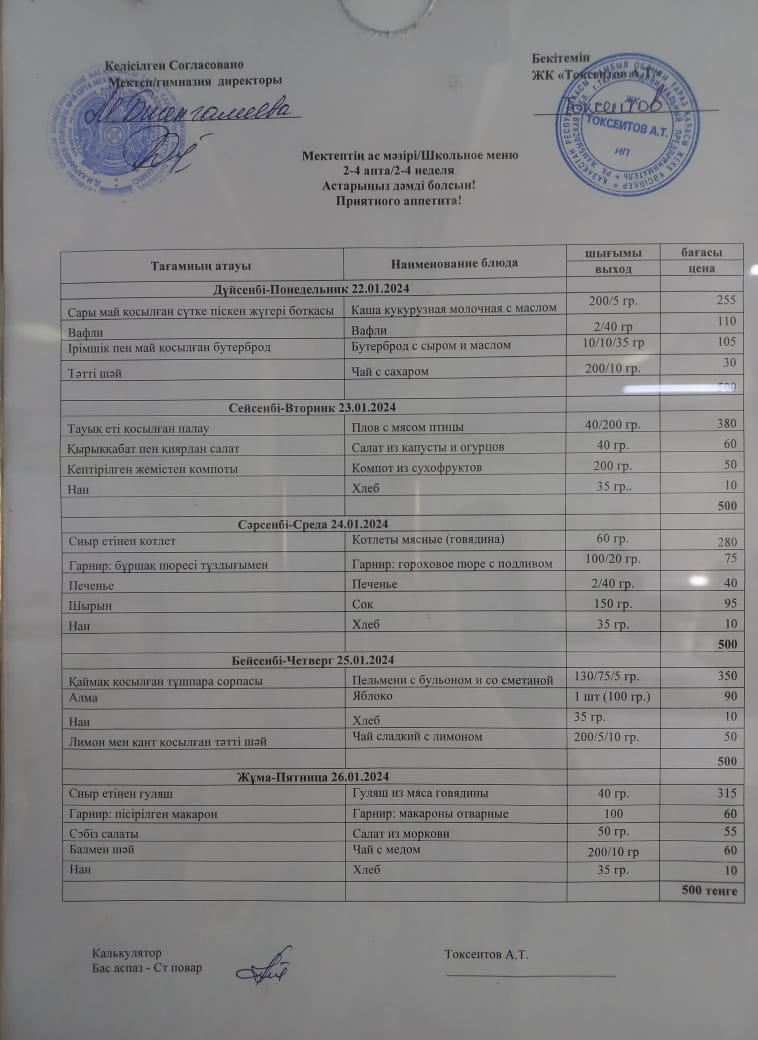 Келісілген Согласовано
Мектеп/гимназия директоры
Бекітемін
ЖК «Токсеитов А.Т.»
Токсеитов
ТОКСЕИТОВ А.Т.
ИП
Мектептің ас мәзірі/Школьное меню
2-4 апта/2-4 неделя
Астарыңыз дәмді болсын!
Приятного аппетита!
Тағамның атауы Наименование блюда шығымы бағасы
выход цена
Дүйсенбі-Понедельник 22.01.2024
Сары май қосылған сүтке піскен жүгері ботқасы Каша кукурузная молочная с маслом 200/5 гр. 255
Вафли Вафли 2/40 гр 110
Ірімшік пен май қосылған бутерброд Бутерброд с сыром и маслом 10/10/35 гр 105
Тәтті шәй Чай с сахаром 200/10 гр. 30
500
Сейсенбі-Вторник 23.01.2024
Тауық еті қосылған палау Плов с мясом птицы 40/200 гр. 380
Қырыққабат пен қиярдан салат Салат из капусты и огурцов 40 гр. 60
Кептірілген жемістен компоты Компот из сухофруктов 200 гр. 50
Нан Хлеб 35 гр.. 10
500
Сәрсенбі-Среда 24.01.2024
Сиыр етінен котлет Котлеты мясные (говядина) 60 гр. 280
Гарнир: бұршақ пюресі тұздығымен Гарнир: гороховое пюре с подливом 100/20 гр. 75
Печенье Печенье 2/40 гр. 40
Шырын Сок 150 гр. 95
Нан Хлеб 35 гр. 10
500
Бейсенбі-Четверг 25.01.2024
Қаймақ қосылған тұшпара сорпасы Пельмени с бульоном и со сметаной 130/75/5 гр. 350
Алма Яблоко 1 шт (100 гр.) 90
Нан Хлеб 35 гр. 10
Лимон мен қант қосылған тәтті шәй Чай сладкий с лимоном 200/5/10 гр. 50
500
Жұма-Пятница 26.01.2024
Сиыр етінен гуляш Гуляш из мяса говядины 40 гр. 315
Гарнир: пісірілген макарон Гарнир: макароны отварные 100 60
Сәбіз салаты Салат из моркови 50 гр. 55
Балмен шәй Чай с медом 200/10 гр 60
Нан Хлеб 35 гр. 10
500 теңге
Калькулятор
Бас аспаз - Ст повар
Токсеитов А.Т.